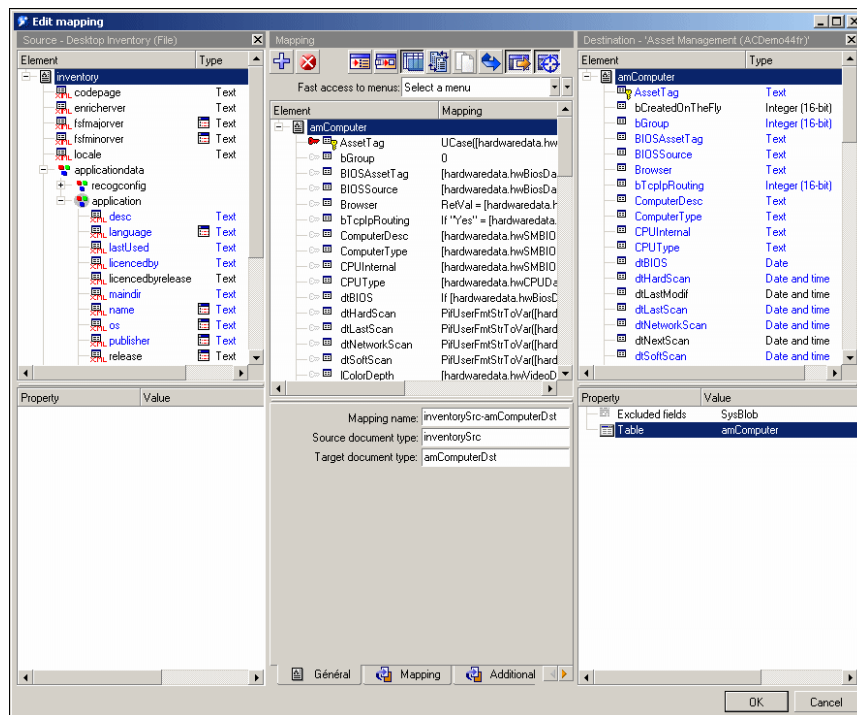 Edit mapping
Source - Desktop Inventory (File)
Element Type
inventory
codepage Text
enricherver Text
fsfmajorver Text
fsfminorver Text
locale Text
applicationdata
recogconfig
application
desc Text
language Text
lastUsed Text
licencedby Text
licencedbyrelease Text
maindir Text
name Text
os Text
publisher Text
release Text
Property Value
Mapping
Fast access to menus: Select a menu
Element Mapping
amComputer
AssetTag UCase([hardwaredata.hw
bGroup 0
BIOSAssetTag [hardwaredata.hwBiosDa
BIOSSource [hardwaredata.hwBiosDa
Browser RetVal = [hardwaredata.h
bTcpIpRouting If "Yes" = [hardwaredata.
ComputerDesc [hardwaredata.hwSMBIO
ComputerType [hardwaredata.hwSMBIO
CPUInternal [hardwaredata.hwSMBIO
CPUType [hardwaredata.hwCPUDa
dtBIOS If [hardwaredata.hwBiosD
dtHardScan PifUserFmtStrToVar([hard
dtLastScan PifUserFmtStrToVar([hard
dtNetworkScan PifUserFmtStrToVar([hard
dtSoftScan PifUserFmtStrToVar([hard
lColorDepth [hardwaredata.hwVideoD
Mapping name: inventorySrc-amComputerDst
Source document type: inventorySrc
Target document type: amComputerDst
Général Mapping Additional
Destination - 'Asset Management (ACDemo44fr)'
Element Type
amComputer
AssetTag Text
bCreatedOnTheFly Integer (16-bit)
bGroup Integer (16-bit)
BIOSAssetTag Text
BIOSSource Text
Browser Text
bTcpIpRouting Integer (16-bit)
ComputerDesc Text
ComputerType Text
CPUInternal Text
CPUType Text
dtBIOS Date
dtHardScan Date and time
dtLastModif Date and time
dtLastScan Date and time
dtNetworkScan Date and time
dtNextScan Date and time
dtSoftScan Date and time
Property Value
Excluded fields SysBlob
Table amComputer
OK Cancel